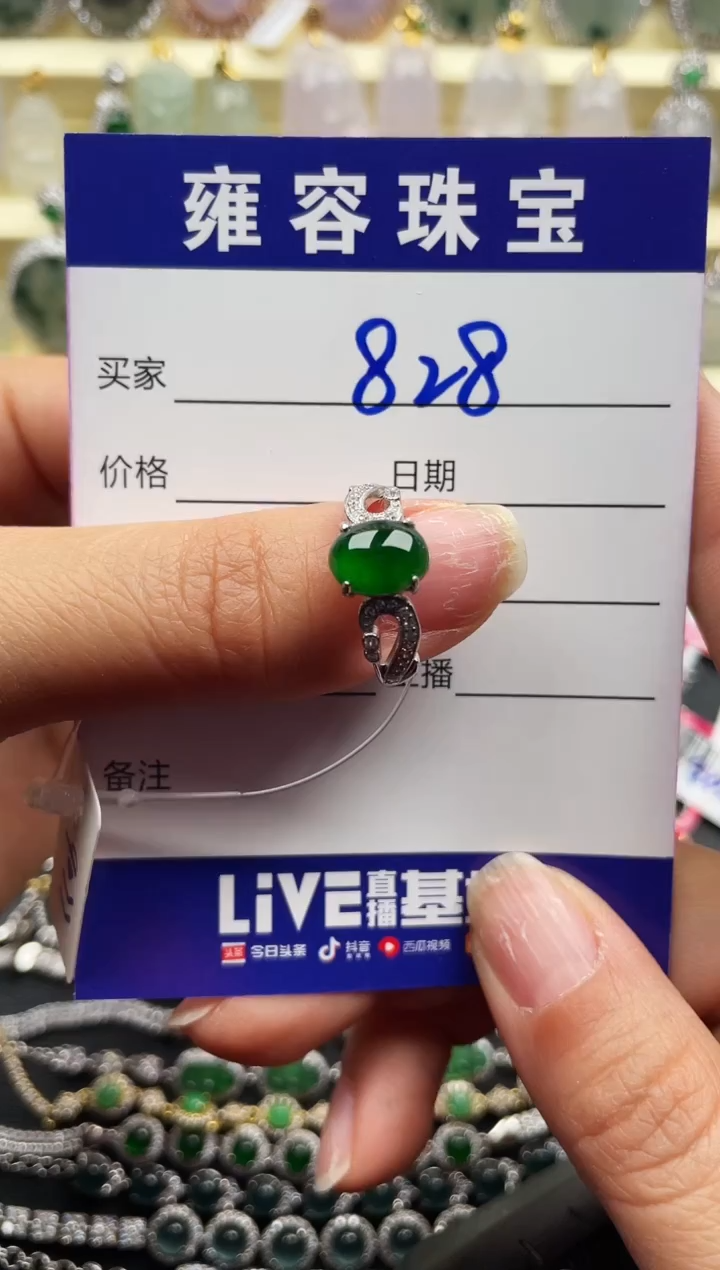 雍容珠宝
买家 828
价格 日期
播
备注
LiVE直播基
今日头条 抖音 西瓜视频